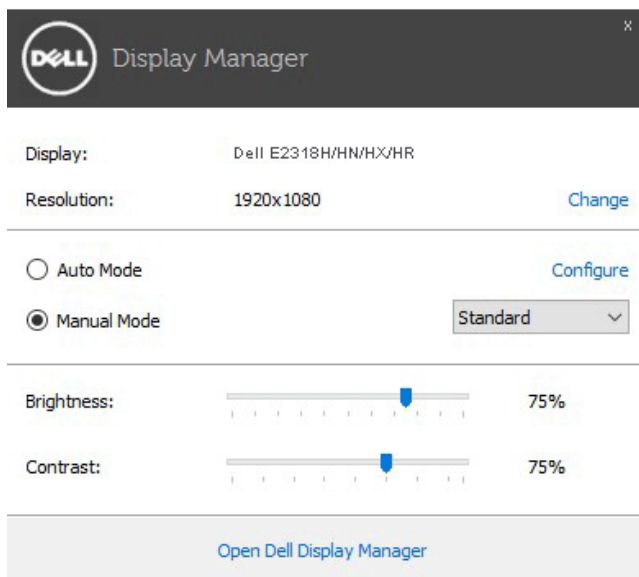 DELL Display Manager
x
Display: Dell E2318H/HN/HX/HR
Resolution: 1920x1080 Change
Auto Mode Configure
Manual Mode Standard
Brightness: 75%
Contrast: 75%
Open Dell Display Manager